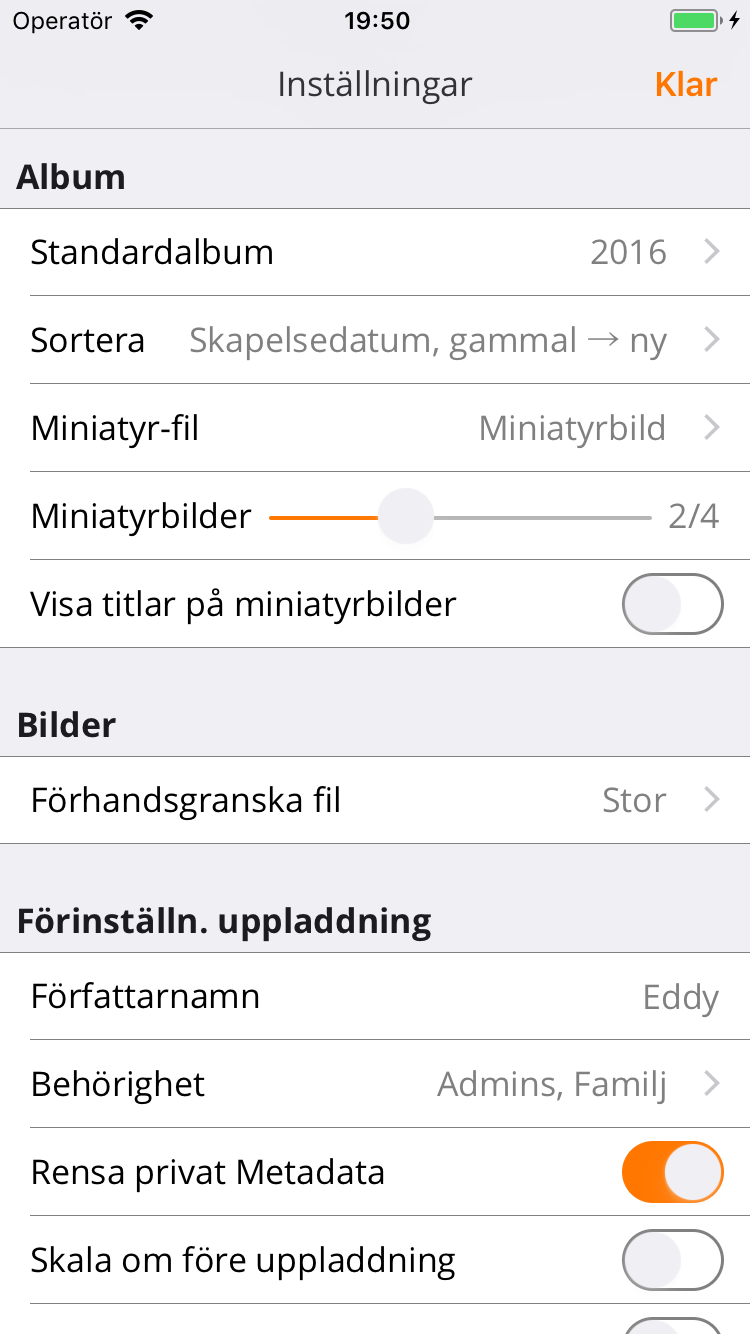 Operatör 19:50
Inställningar Klar
Album
Standardalbum 2016
Sortera Skapelsedatum, gammal → ny
Miniatyr-fil Miniatyrbild
Miniatyrbilder 2/4
Visa titlar på miniatyrbilder
Bilder
Förhandsgranska fil Stor
Förinställn. uppladdning
Författarnamn Eddy
Behörighet Admins, Familj
Rensa privat Metadata
Skala om före uppladdning